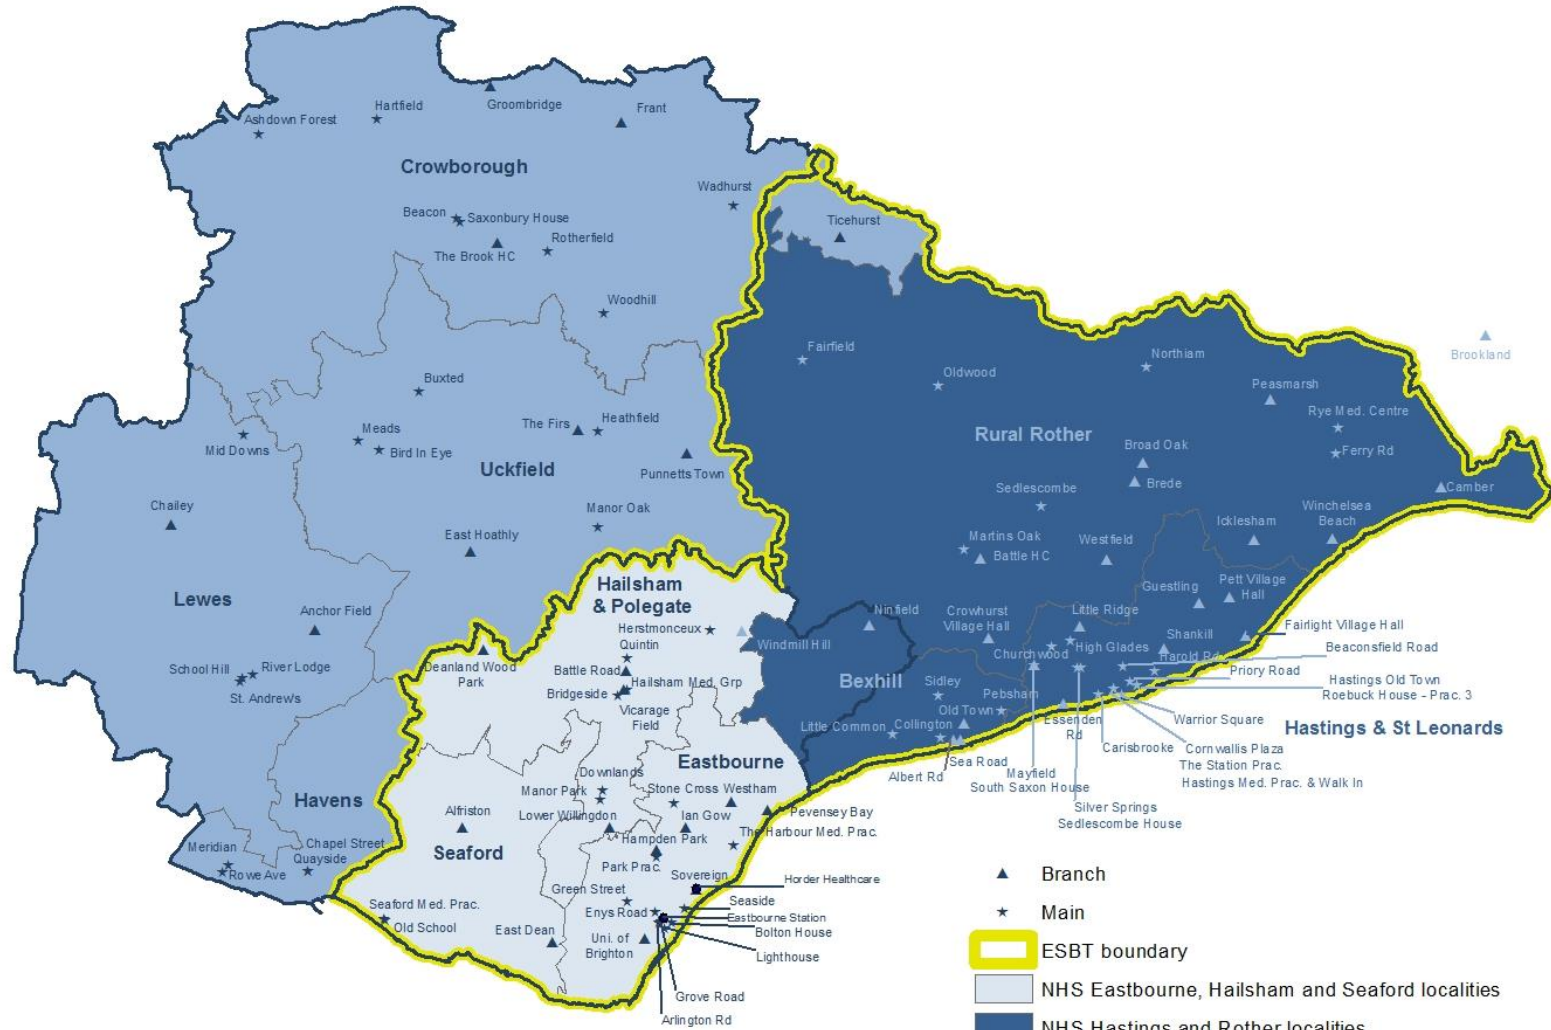 Groombridge
Hartfield
Frant
Ashdown Forest
Crowborough
Wadhurst
Beacon
Saxonbury House
Rotherfield
The Brook HC
Woodhill
Ticehurst
Buxted
Meads
Bird In Eye
The Firs
Heathfield
Mid Downs
Uckfield
Punnetts Town
Chailey
Manor Oak
East Hoathly
Lewes
Anchor Field
School Hill
River Lodge
St. Andrews
Havens
Meridian
Rowe Ave
Chapel Street
Quayside
Fairfield
Oldwood
Northiam
Brookland
Peasmarsh
Rye Med. Centre
Rural Rother
Broad Oak
Ferry Rd
Brede
Sedlescombe
Camber
Winchelsea
Beach
Icklesham
Martins Oak
Battle HC
Westfield
Guestling
Pett Village
Hall
Ninfield
Crowhurst
Village Hall
Little Ridge
Shankill
Fairlight Village Hall
High Glades
Churchwood
Harold Rd
Beaconsfield Road
Priory Road
Hastings Old Town
Roebuck House - Prac. 3
Warrior Square
Hastings & St Leonards
Cornwallis Plaza
The Station Prac.
Hastings Med. Prac. & Walk In
Carisbrooke
Essenden
Rd
Mayfield
South Saxon House
Silver Springs
Sedlescombe House
Bexhill
Sidley
Pebsham
Old Town
Collington
Little Common
Sea Road
Albert Rd
Hailsham
& Polegate
Herstmonceux
Quintin
Windmill Hill
Deanland Wood
Park
Battle Road
Hailsham Med. Grp
Bridgeside
Vicarage
Field
Eastbourne
Downlands
Manor Park
Stone Cross
Westham
Lower Willingdon
Ian Gow
Pevensey Bay
Hampden Park
The Harbour Med. Prac.
Park Prac.
Alfriston
Seaford
Sovereign
Horder Healthcare
Green Street
Seaside
Enys Road
Eastbourne Station
Bolton House
Seaford Med. Prac.
Old School
East Dean
Uni. of
Brighton
Lighthouse
Grove Road
Arlington Rd
Branch
Main
ESBT boundary
NHS Eastbourne, Hailsham and Seaford localities
NHS Hastings and Rother localities